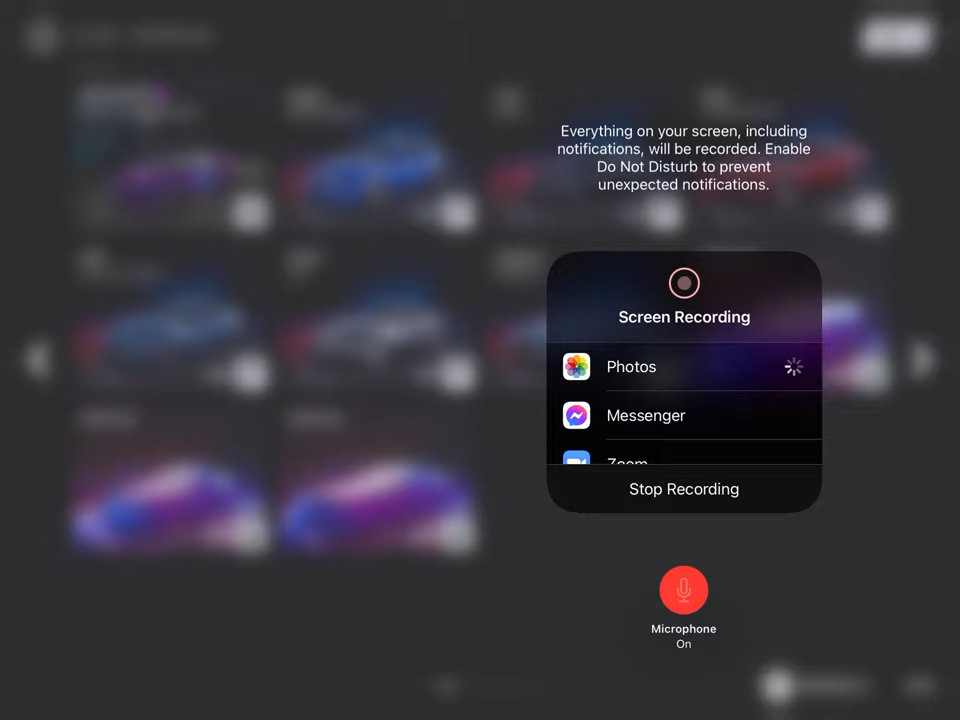 Everything on your screen, including
notifications, will be recorded. Enable
Do Not Disturb to prevent
unexpected notifications.
Screen Recording
Photos
Messenger
Zoom
Stop Recording
Microphone
On